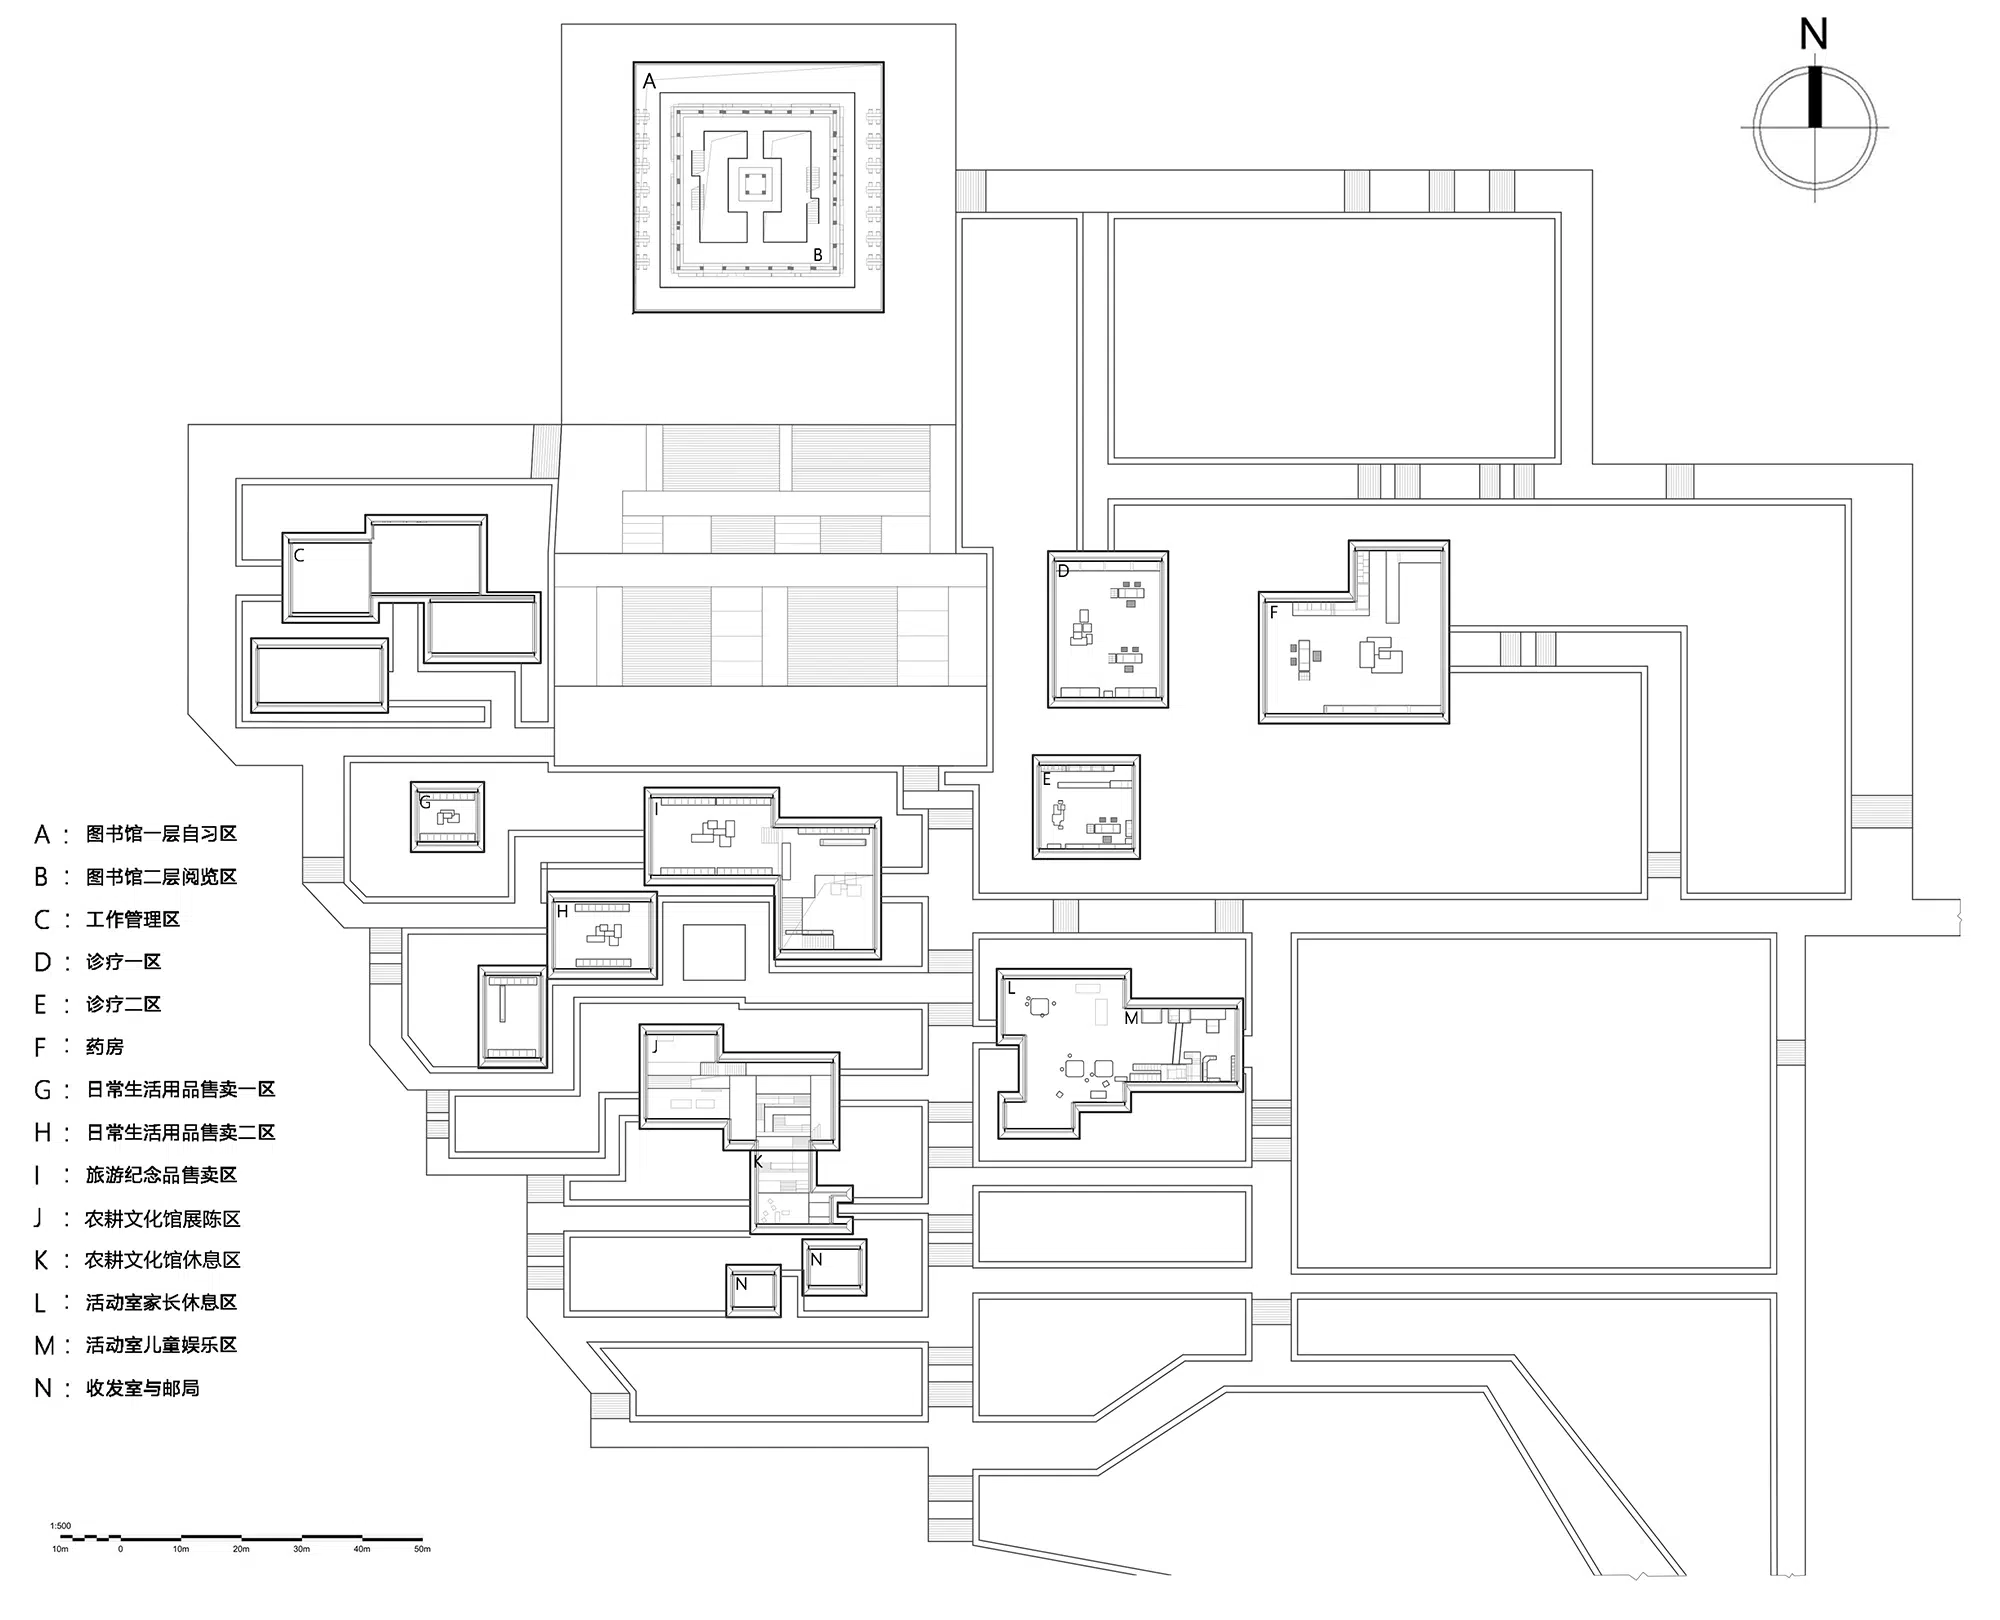 N
A
B
C
D
F
E
G
I
H
L
M
J
K
N
N
A : 图书馆一层自习区
B : 图书馆二层阅览区
C : 工作管理区
D : 诊疗一区
E : 诊疗二区
F : 药房
G : 日常生活用品售卖一区
H : 日常生活用品售卖二区
I : 旅游纪念品售卖区
J : 农耕文化馆展陈区
K : 农耕文化馆休息区
L : 活动室家长休息区
M : 活动室儿童娱乐区
N : 收发室与邮局
1:500
10m 0 10m 20m 30m 40m 50m